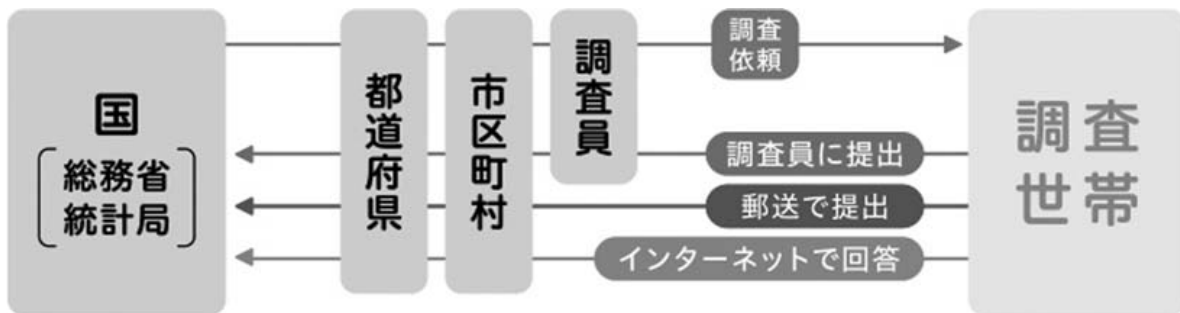 国
総務省
統計局
都道府県
市区町村
調査員
調査
依頼
調査員に提出
郵送で提出
インターネットで回答
調査
世帯